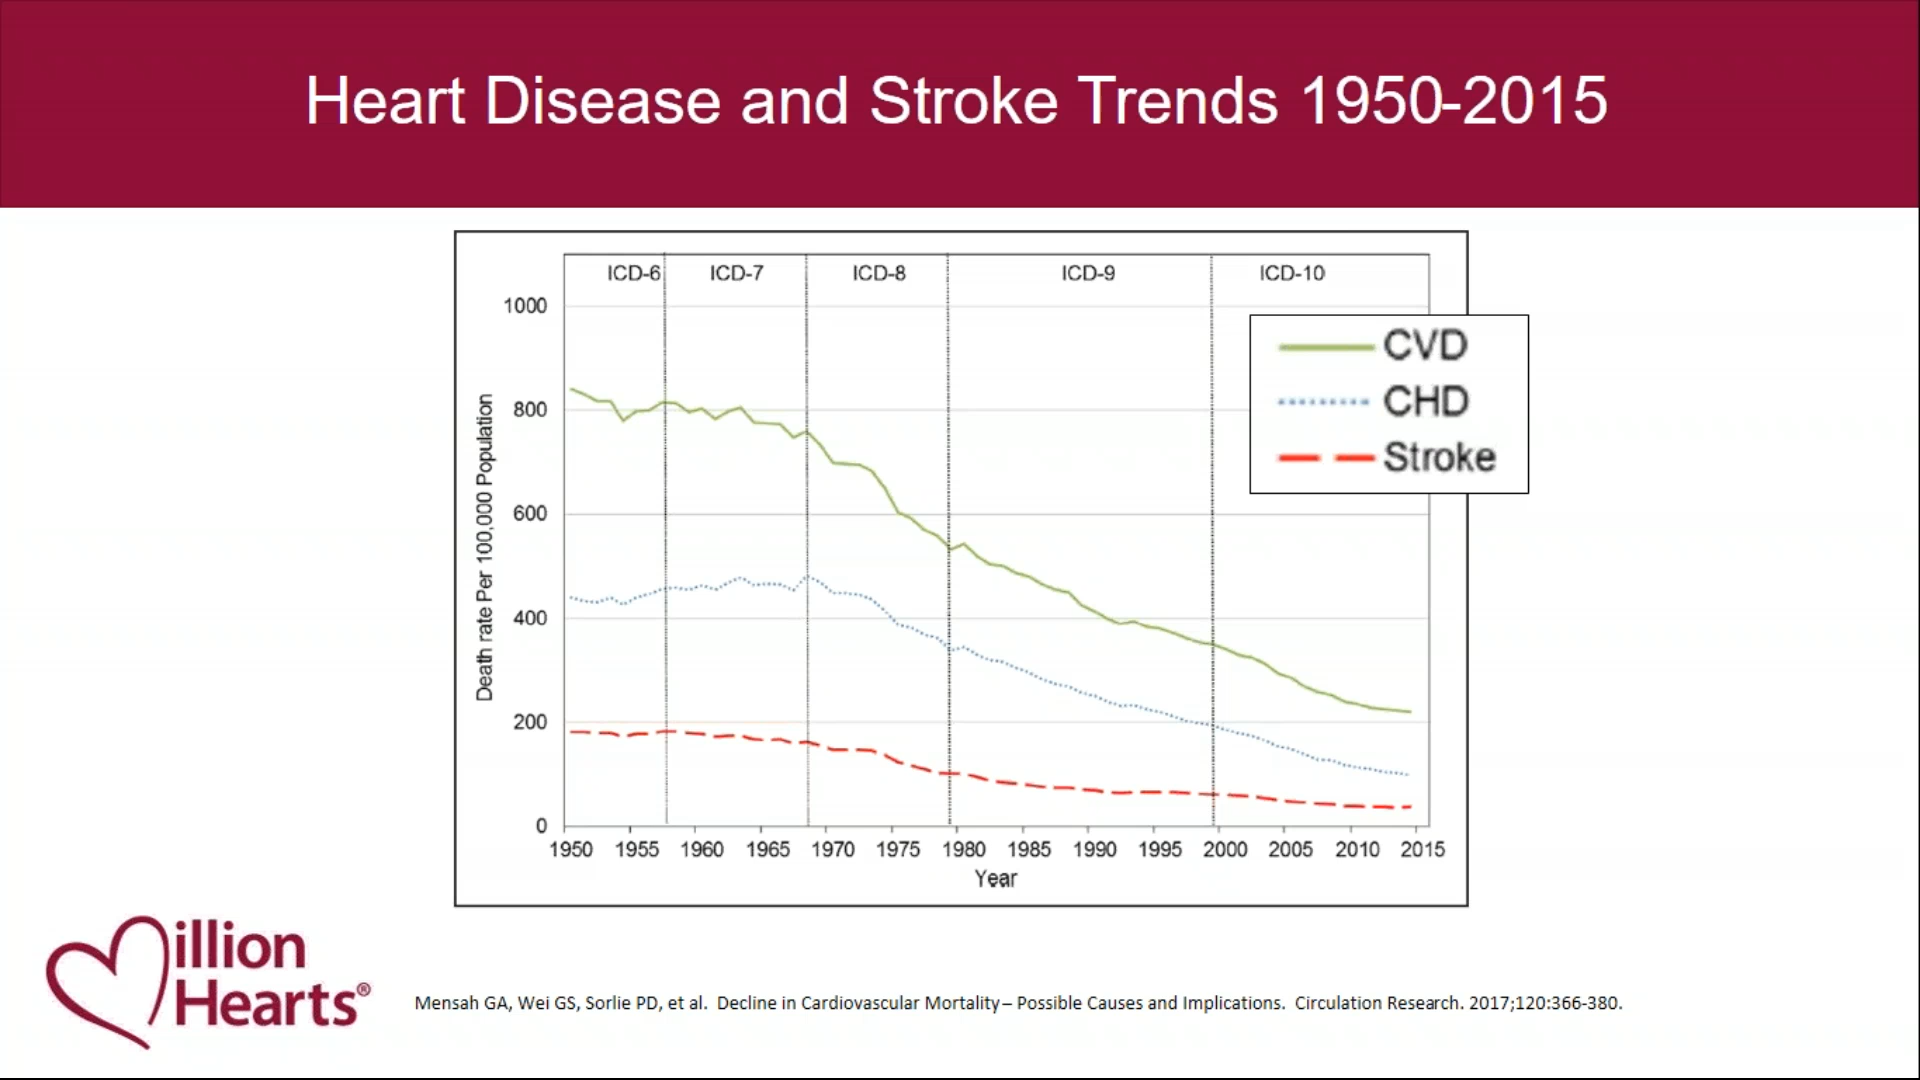 Heart Disease and Stroke Trends 1950-2015
ICD-6 ICD-7 ICD-8 ICD-9 ICD-10
1000
800
600
400
200
0
Death rate Per 100,000 Population
CVD
CHD
Stroke
1950 1955 1960 1965 1970 1975 1980 1985 1990 1995 2000 2005 2010 2015
Year
illion
Hearts®
Mensah GA, Wei GS, Sorlie PD, et al. Decline in Cardiovascular Mortality – Possible Causes and Implications. Circulation Research. 2017;120:366-380.